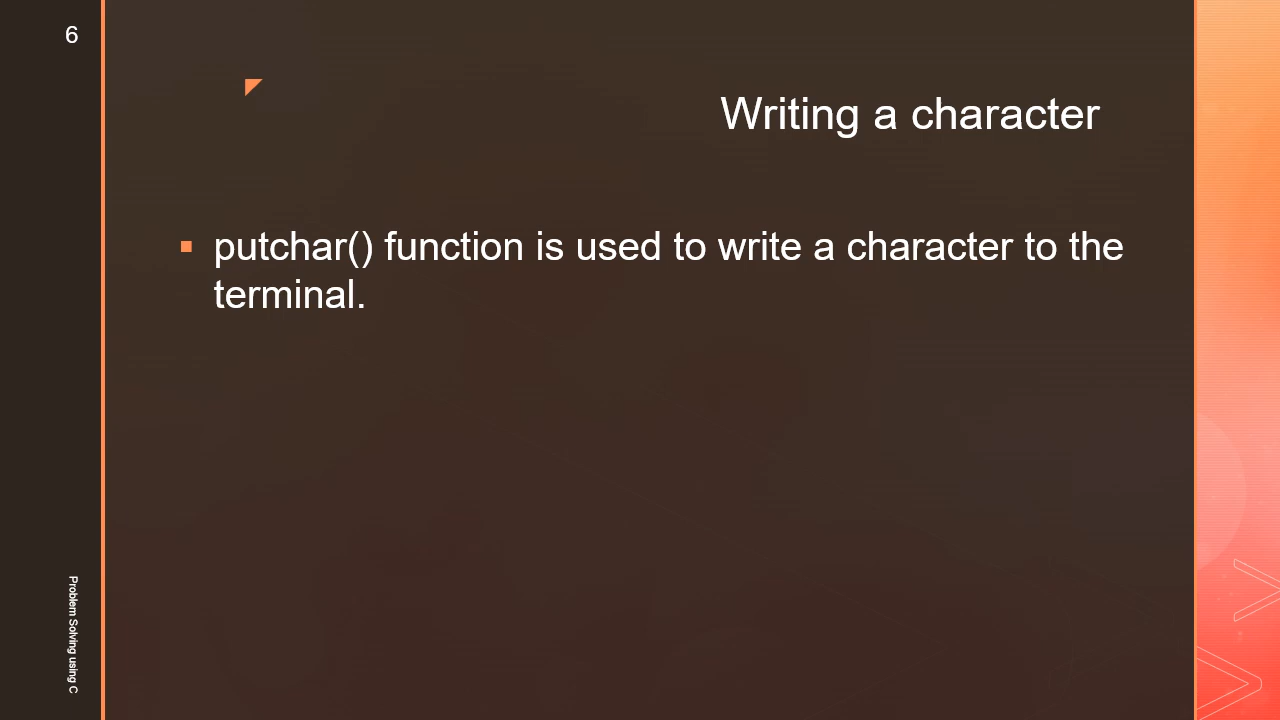 6
Writing a character
▪ putchar() function is used to write a character to the
terminal.
Problem Solving using C